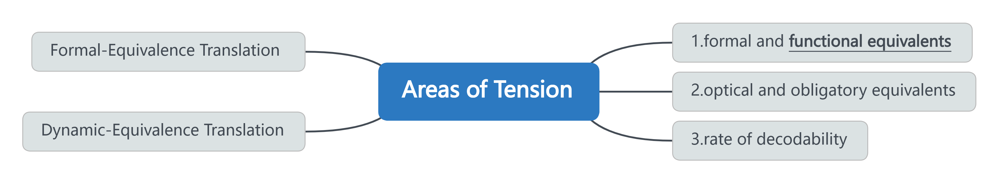 Formal-Equivalence Translation
Dynamic-Equivalence Translation
Areas of Tension
1.formal and functional equivalents
2.optical and obligatory equivalents
3.rate of decodability